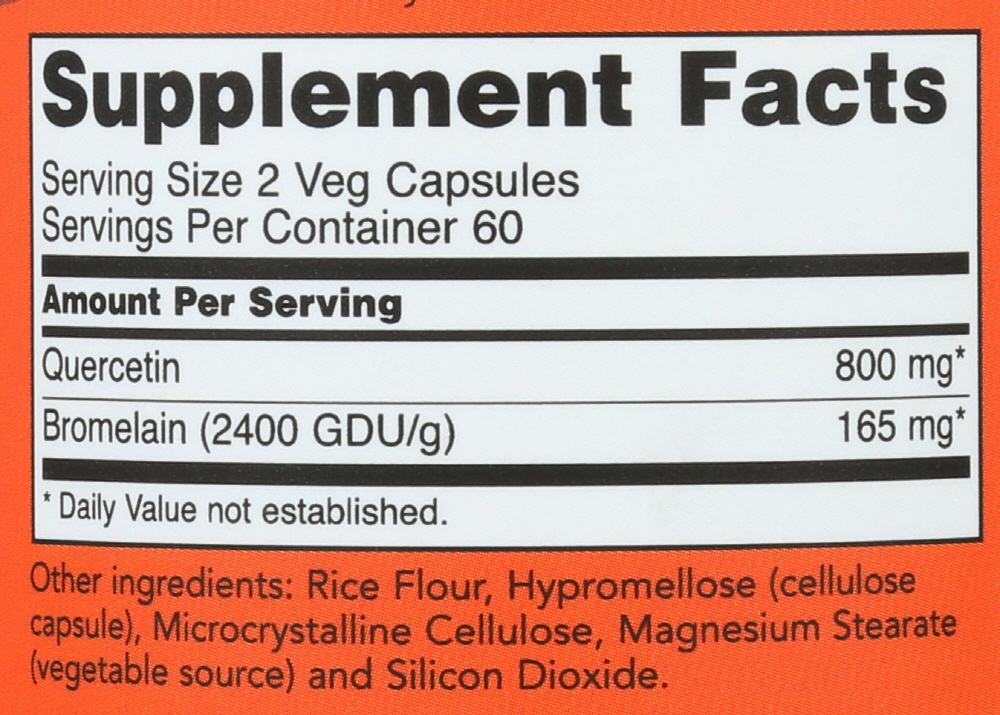 Supplement Facts
Serving Size 2 Veg Capsules
Servings Per Container 60
Amount Per Serving
Quercetin 800 mg*
Bromelain (2400 GDU/g) 165 mg*
* Daily Value not established.
Other ingredients: Rice Flour, Hypromellose (cellulose
capsule), Microcrystalline Cellulose, Magnesium Stearate
(vegetable source) and Silicon Dioxide.